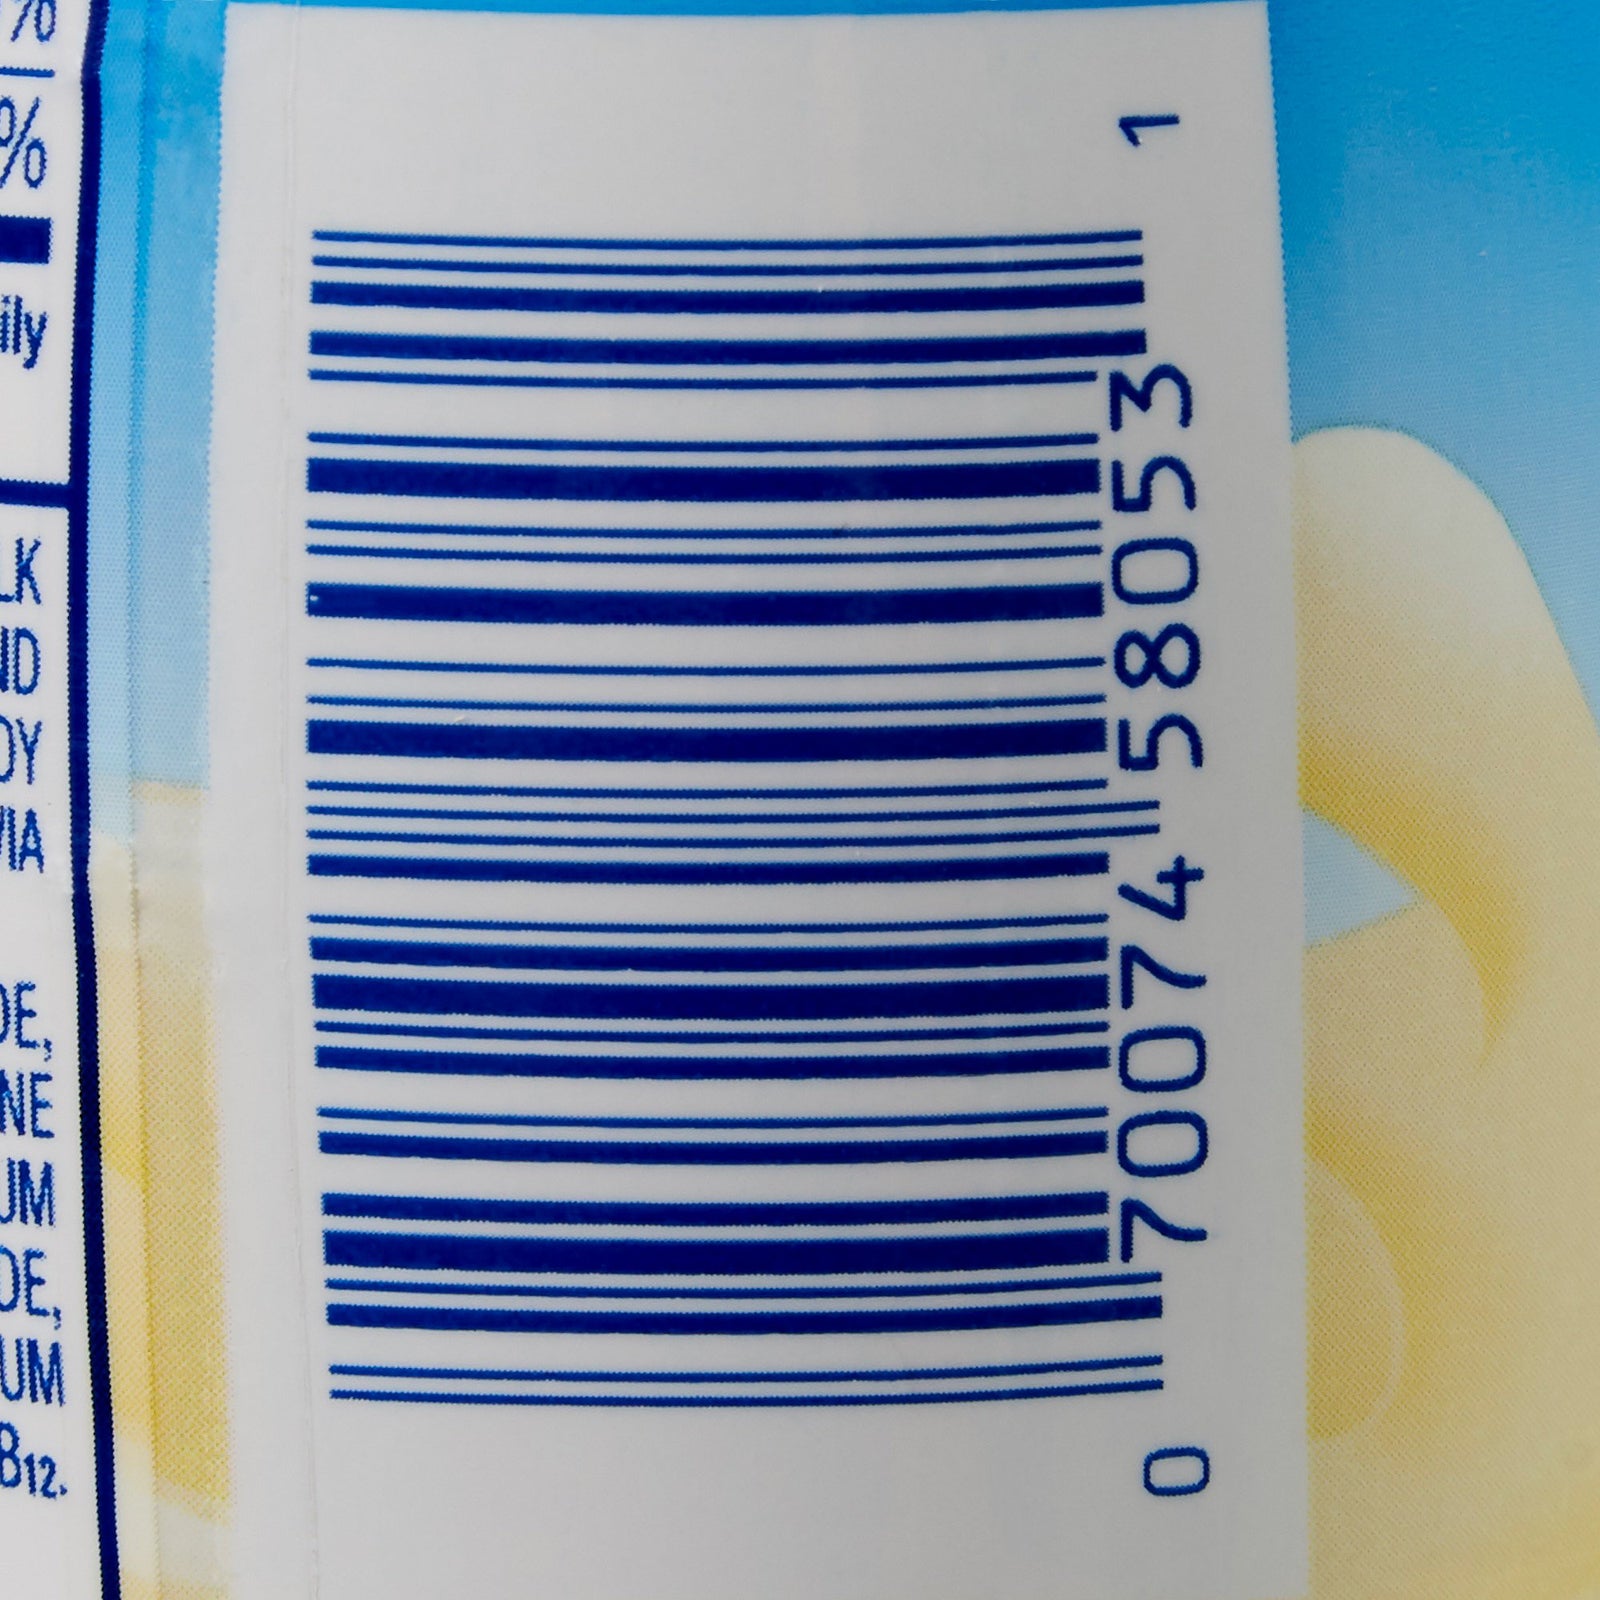 %
%
ily
LK
ND
OY
VIA
DE,
NE
UM
DE,
UM
B12.
0 70074 58053 1